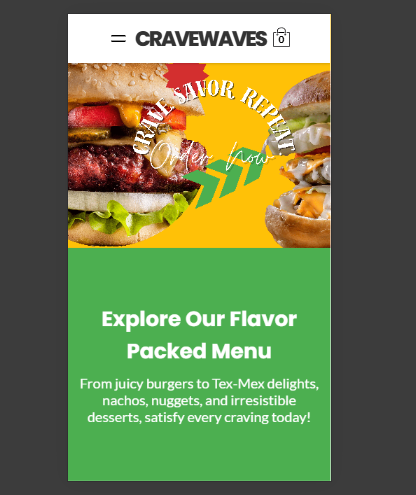 CRAVEWAVES
0
CRAVE SAVOR REPEAT
Order Now
Explore Our Flavor
Packed Menu
From juicy burgers to Tex-Mex delights,
nachos, nuggets, and irresistible
desserts, satisfy every craving today!